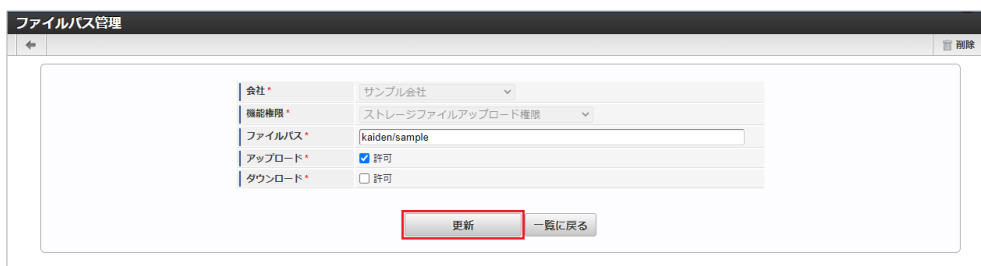 ファイルパス管理
削除
会社*
サンプル会社
機能権限*
ストレージファイルアップロード権限
ファイルパス*
kaiden/sample
アップロード*
許可
ダウンロード*
許可
更新
一覧に戻る